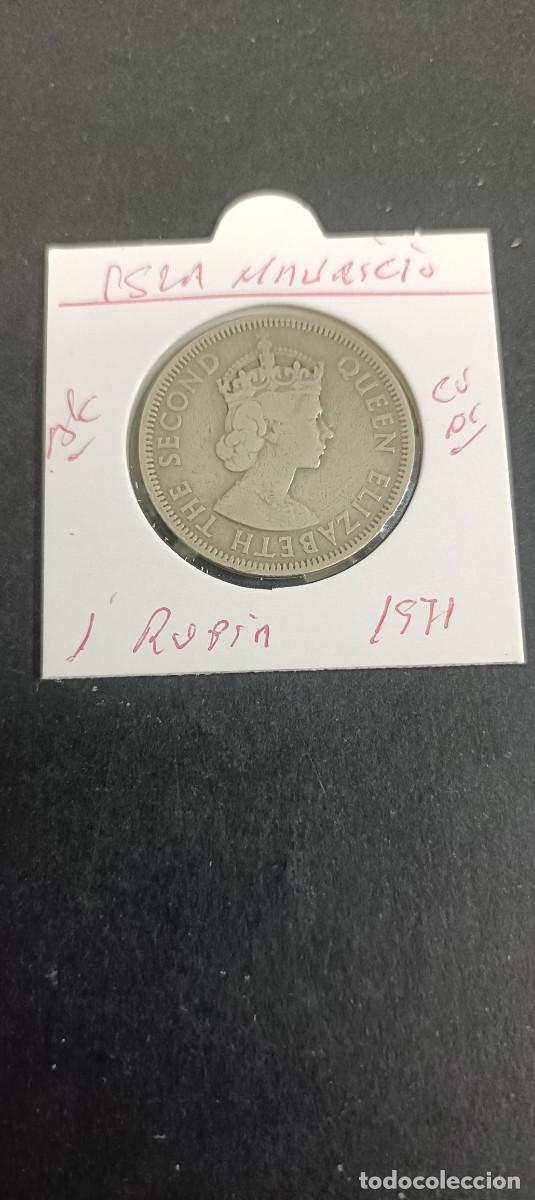 ISLA MAURICIO
QUEEN ELIZABETH THE SECOND
BC
CU
NI
1 RUPIA 1971
todocoleccion